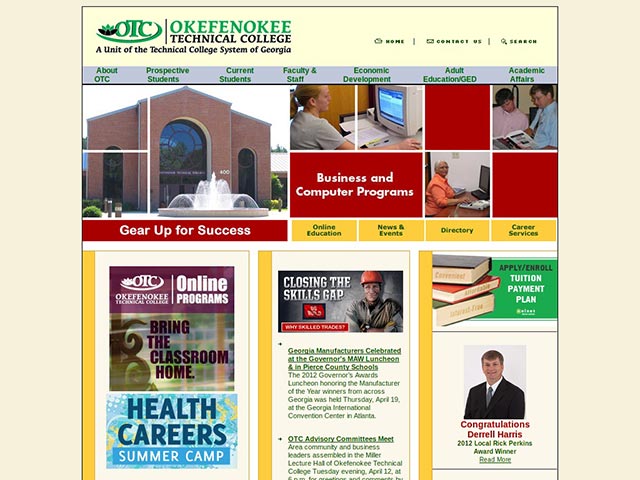 OTC
OKEFENOKEE
TECHNICAL COLLEGE
A Unit of the Technical College System of Georgia
HOME | CONTACT US | SEARCH
About OTC
Prospective Students
Current Students
Faculty & Staff
Economic Development
Adult Education/GED
Academic Affairs
400
Business and
Computer Programs
Gear Up for Success
Online Education
News & Events
Directory
Career Services
OTC
OKEFENOKEE
TECHNICAL COLLEGE
Online
PROGRAMS
BRING
THE
CLASSROOM
HOME.
HEALTH
CAREERS
SUMMER CAMP
CLOSING THE
SKILLS GAP
WHY SKILLED TRADES?
Georgia Manufacturers Celebrated
at the Governor's MAW Luncheon
& in Pierce County Schools
The 2012 Governor's Awards
Luncheon honoring the Manufacturer
of the Year winners from across
Georgia was held Thursday, April 19,
at the Georgia International
Convention Center in Atlanta.
OTC Advisory Committees Meet
Area community and business
leaders assembled in the Miller
Lecture Hall of Okefenokee Technical
College Tuesday evening, April 12, at
6 p.m. for greetings and comments by
Convenient
Affordable
Interest-Free
APPLY/ENROLL
TUITION
PAYMENT
PLAN
Congratulations
Derrell Harris
2012 Local Rick Perkins
Award Winner
Read More